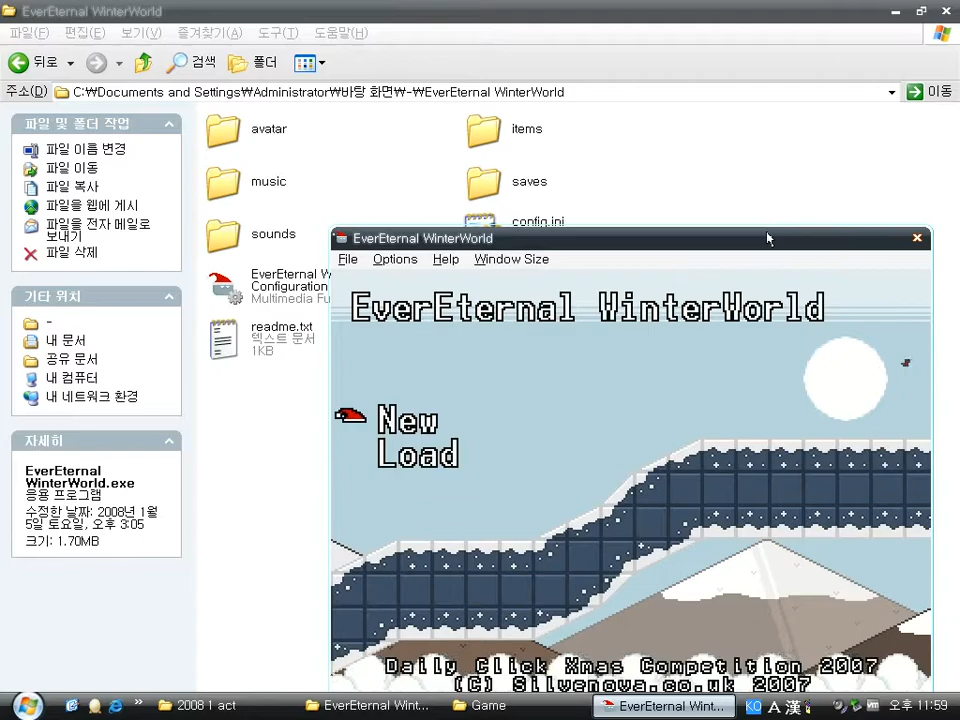 EverEternal WinterWorld
파일(F) 편집(E) 보기(V) 즐겨찾기(A) 도구(T) 도움말(H)
뒤로 검색 폴더
주소(D) C:₩Documents and Settings₩Administrator₩바탕 화면₩-₩EverEternal WinterWorld 이동
파일 및 폴더 작업
파일 이름 변경
파일 이동
파일 복사
파일을 웹에 게시
파일을 전자 메일로
보내기
파일 삭제
기타 위치
-
내 문서
공유 문서
내 컴퓨터
내 네트워크 환경
자세히
EverEternal
WinterWorld.exe
응용 프로그램
수정한 날짜: 2008년 1월
5일 토요일, 오후 3:05
크기: 1.70MB
avatar
items
music
saves
sounds
config.ini
EverEternal W
Configuration
Multimedia Fu
readme.txt
텍스트 문서
1KB
EverEternal WinterWorld
File Options Help Window Size
EverEternal WinterWorld
New
Load
Daily Click Xmas Competition 2007
(C) Silvenova.co.uk 2007
» 2008 1 act EverEternal Wint... Game EverEternal Wint... KO A 漢 오후 11:59